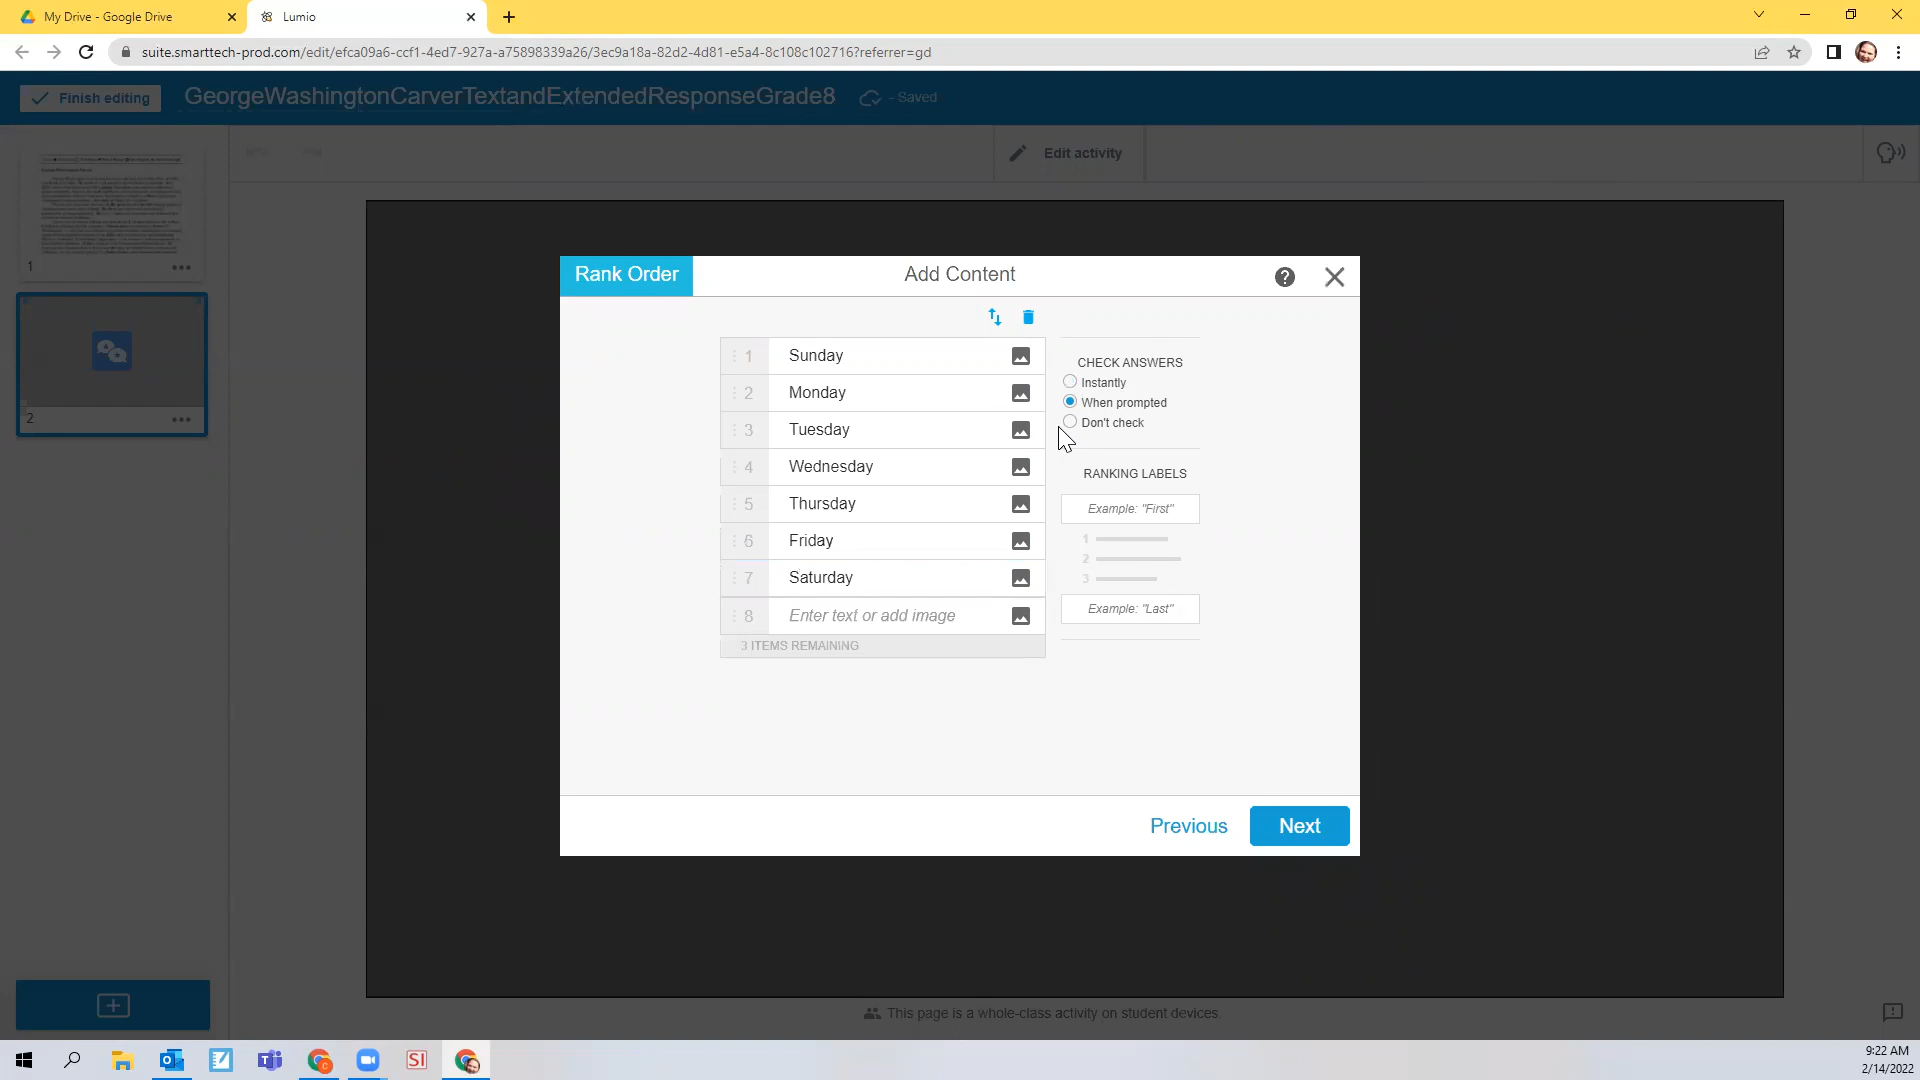 My Drive - Google Drive
Lumio
suite.smarttech-prod.com/edit/efca09a6-ccf1-4ed7-927a-a75898339a26/3ec9a18a-82d2-4d81-e5a4-8c108c102716?referrer=gd
Finish editing
GeorgeWashingtonCarverTextandExtendedResponseGrade8
- Saved
Edit activity
1
2
Rank Order
Add Content
1 Sunday
2 Monday
3 Tuesday
4 Wednesday
5 Thursday
6 Friday
7 Saturday
8 Enter text or add image
3 ITEMS REMAINING
CHECK ANSWERS
Instantly
When prompted
Don't check
RANKING LABELS
Example: "First"
1
2
3
Example: "Last"
Previous
Next
This page is a whole-class activity on student devices
SI
9:22 AM
2/14/2022